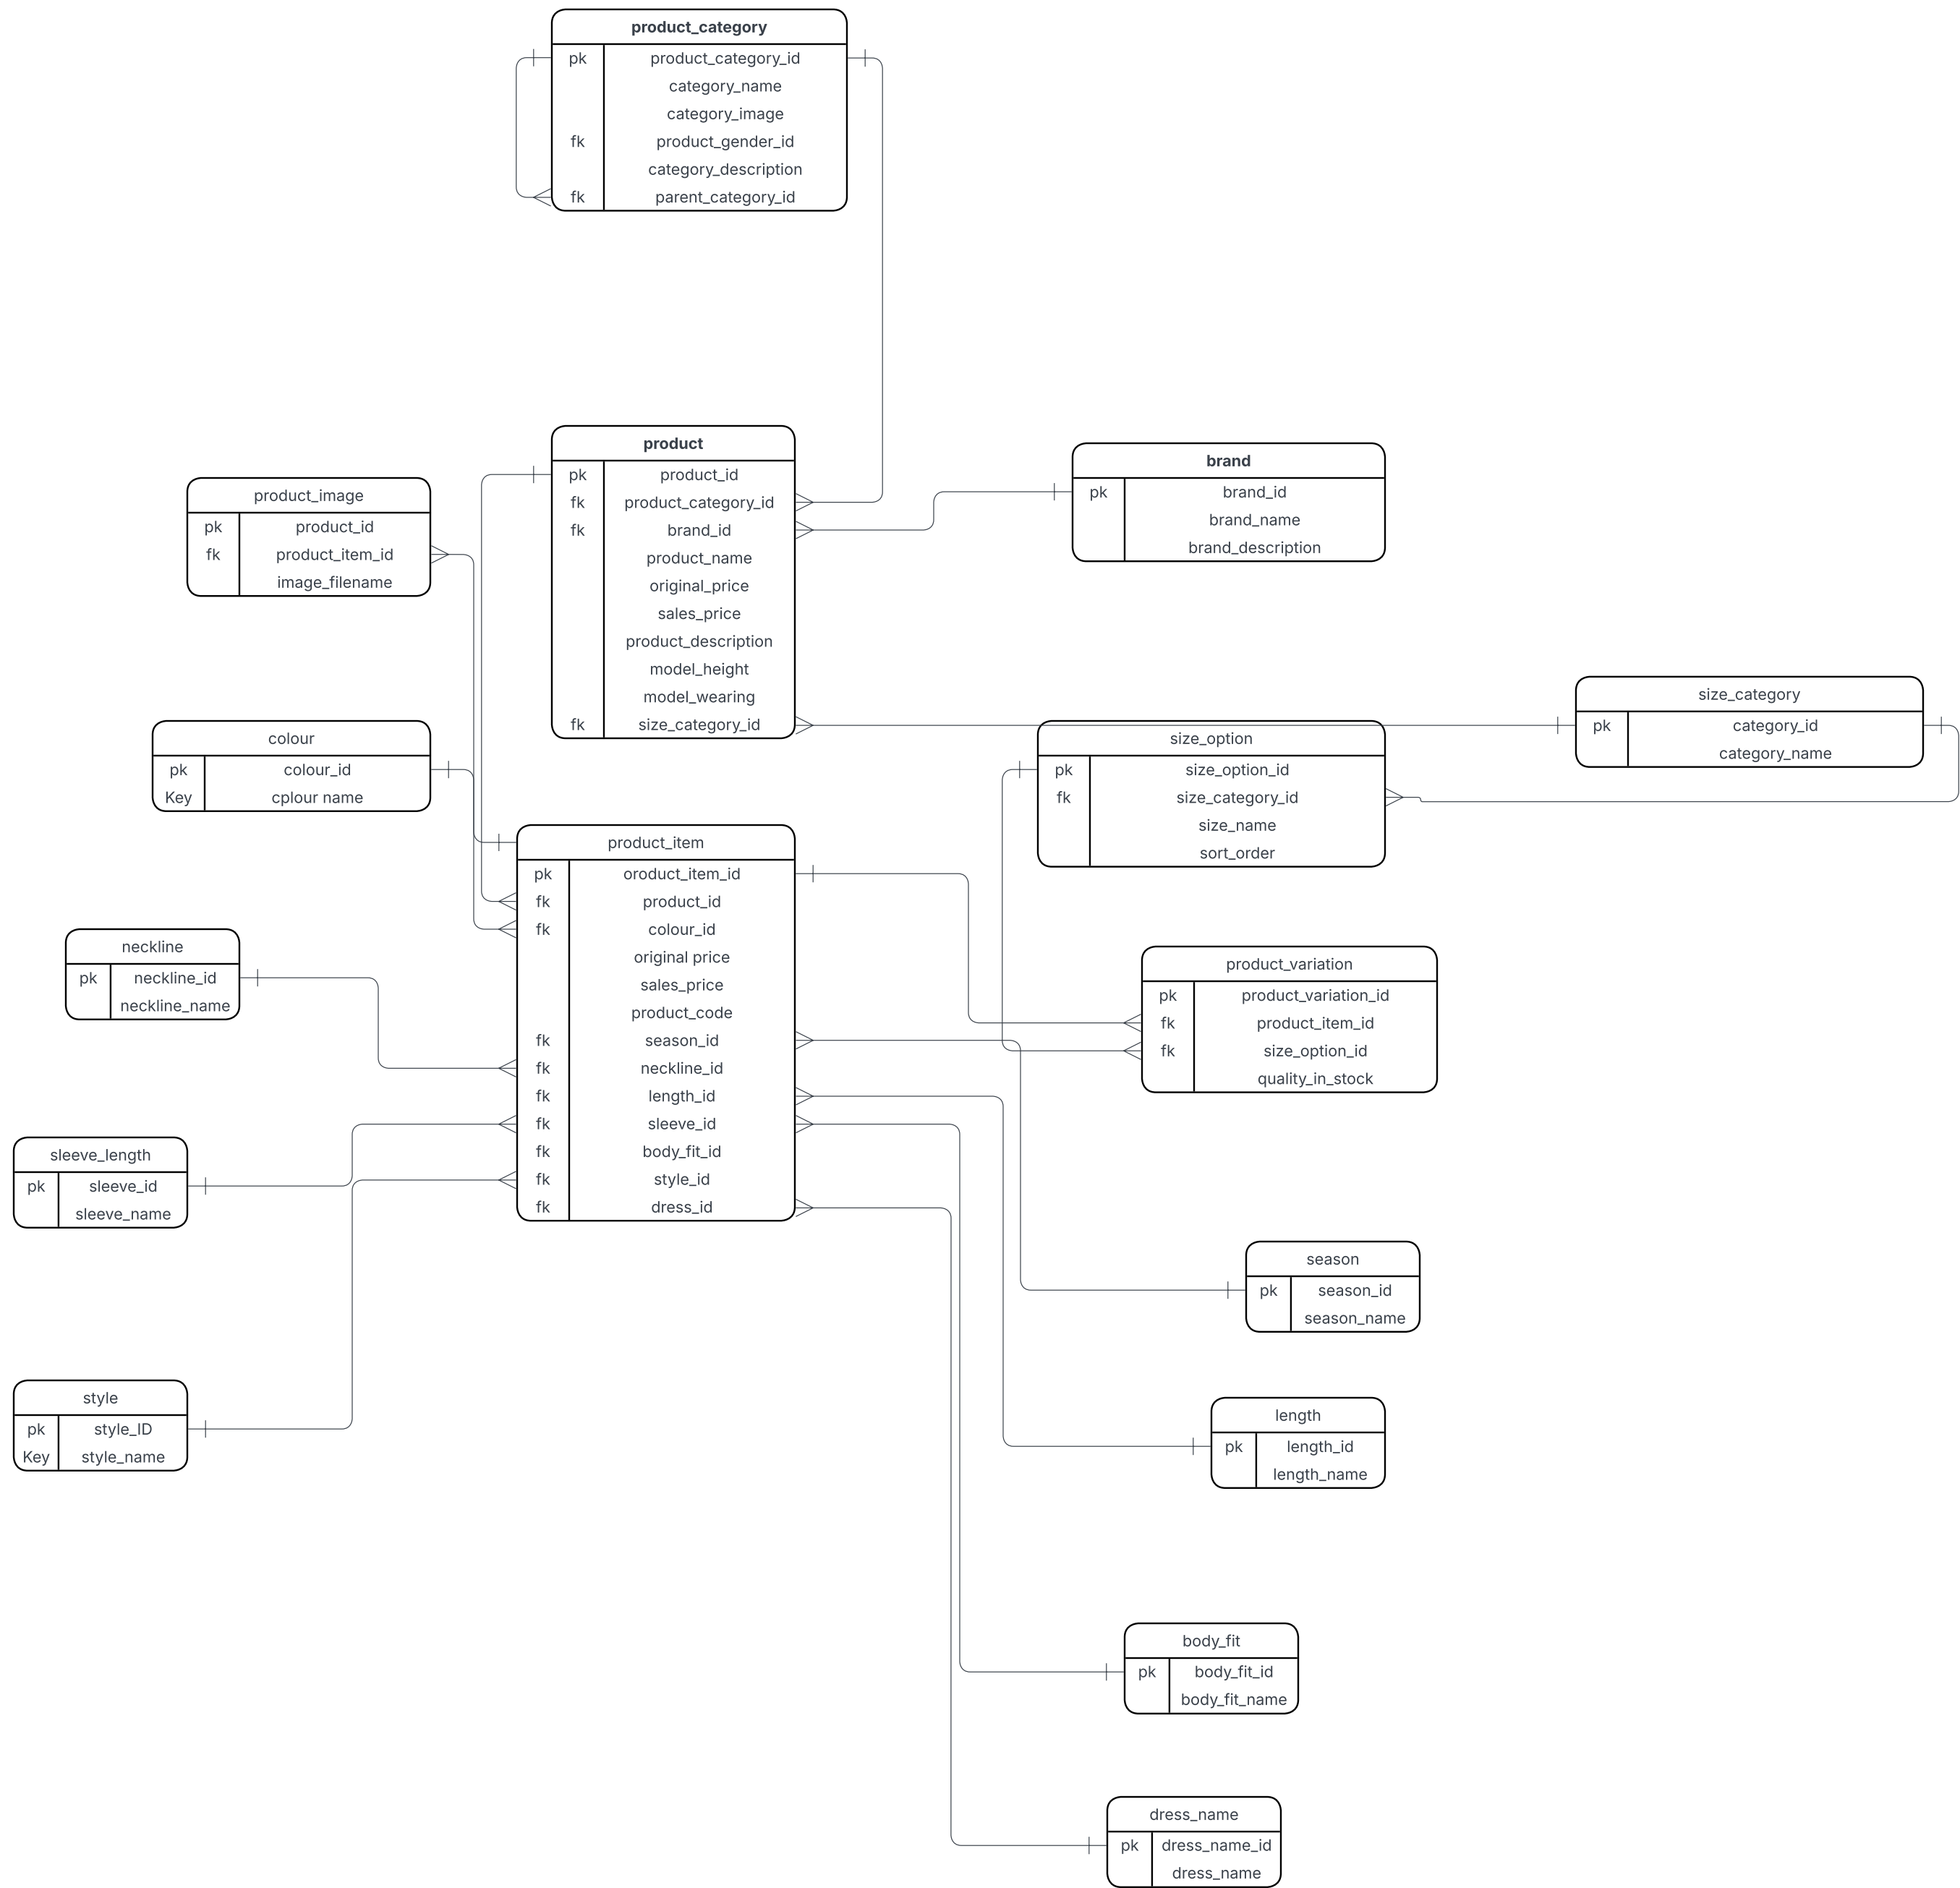 product_category
pk product_category_id
category_name
category_image
fk product_gender_id
category_description
fk parent_category_id
product
pk product_id
fk product_category_id
fk brand_id
product_name
original_price
sales_price
product_description
model_height
model_wearing
fk size_category_id
brand
pk brand_id
brand_name
brand_description
product_image
pk product_id
fk product_item_id
image_filename
size_category
pk category_id
category_name
colour
pk colour_id
Key cplour name
size_option
pk size_option_id
fk size_category_id
size_name
sort_order
product_item
pk oroduct_item_id
fk product_id
fk colour_id
original price
sales_price
product_code
fk season_id
fk neckline_id
fk length_id
fk sleeve_id
fk body_fit_id
fk style_id
fk dress_id
neckline
pk neckline_id
neckline_name
product_variation
pk product_variation_id
fk product_item_id
fk size_option_id
quality_in_stock
sleeve_length
pk sleeve_id
sleeve_name
season
pk season_id
season_name
style
pk style_ID
Key style_name
length
pk length_id
length_name
body_fit
pk body_fit_id
body_fit_name
dress_name
pk dress_name_id
dress_name